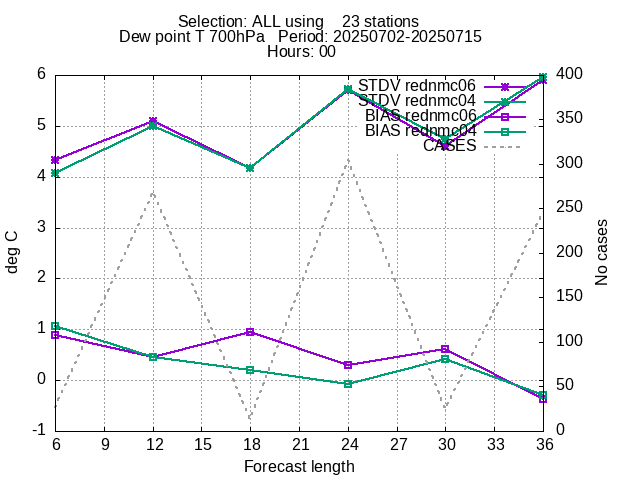 Selection: ALL using    23 stations
Dew point T 700hPa   Period: 20250702-20250715
Hours: 00
STDV rednmc06
STDV rednmc04
BIAS rednmc06
BIAS rednmc04
CASES
6
5
4
3
2
1
0
-1
deg C
400
350
300
250
200
150
100
50
0
No cases
6 9 12 15 18 21 24 27 30 33 36
Forecast length